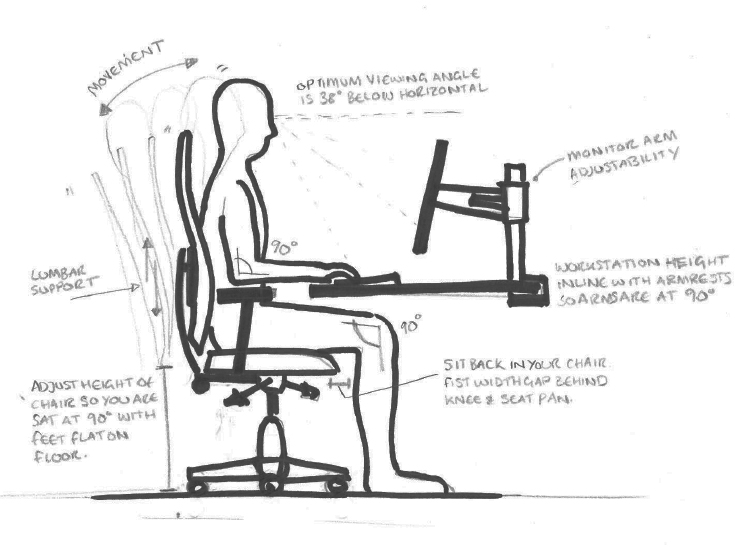 MOVEMENT
OPTIMUM VIEWING ANGLE
IS 38° BELOW HORIZONTAL
MONITOR ARM
ADJUSTABILITY
90°
LUMBAR
SUPPORT
WORKSTATION HEIGHT
INLINE WITH ARMRESTS
SO ARMS ARE AT 90°
90°
SIT BACK IN YOUR CHAIR.
FIST WIDTH GAP BEHIND
KNEE & SEAT PAN.
ADJUST HEIGHT OF
CHAIR SO YOU ARE
SAT AT 90° WITH
FEET FLAT ON
FLOOR.